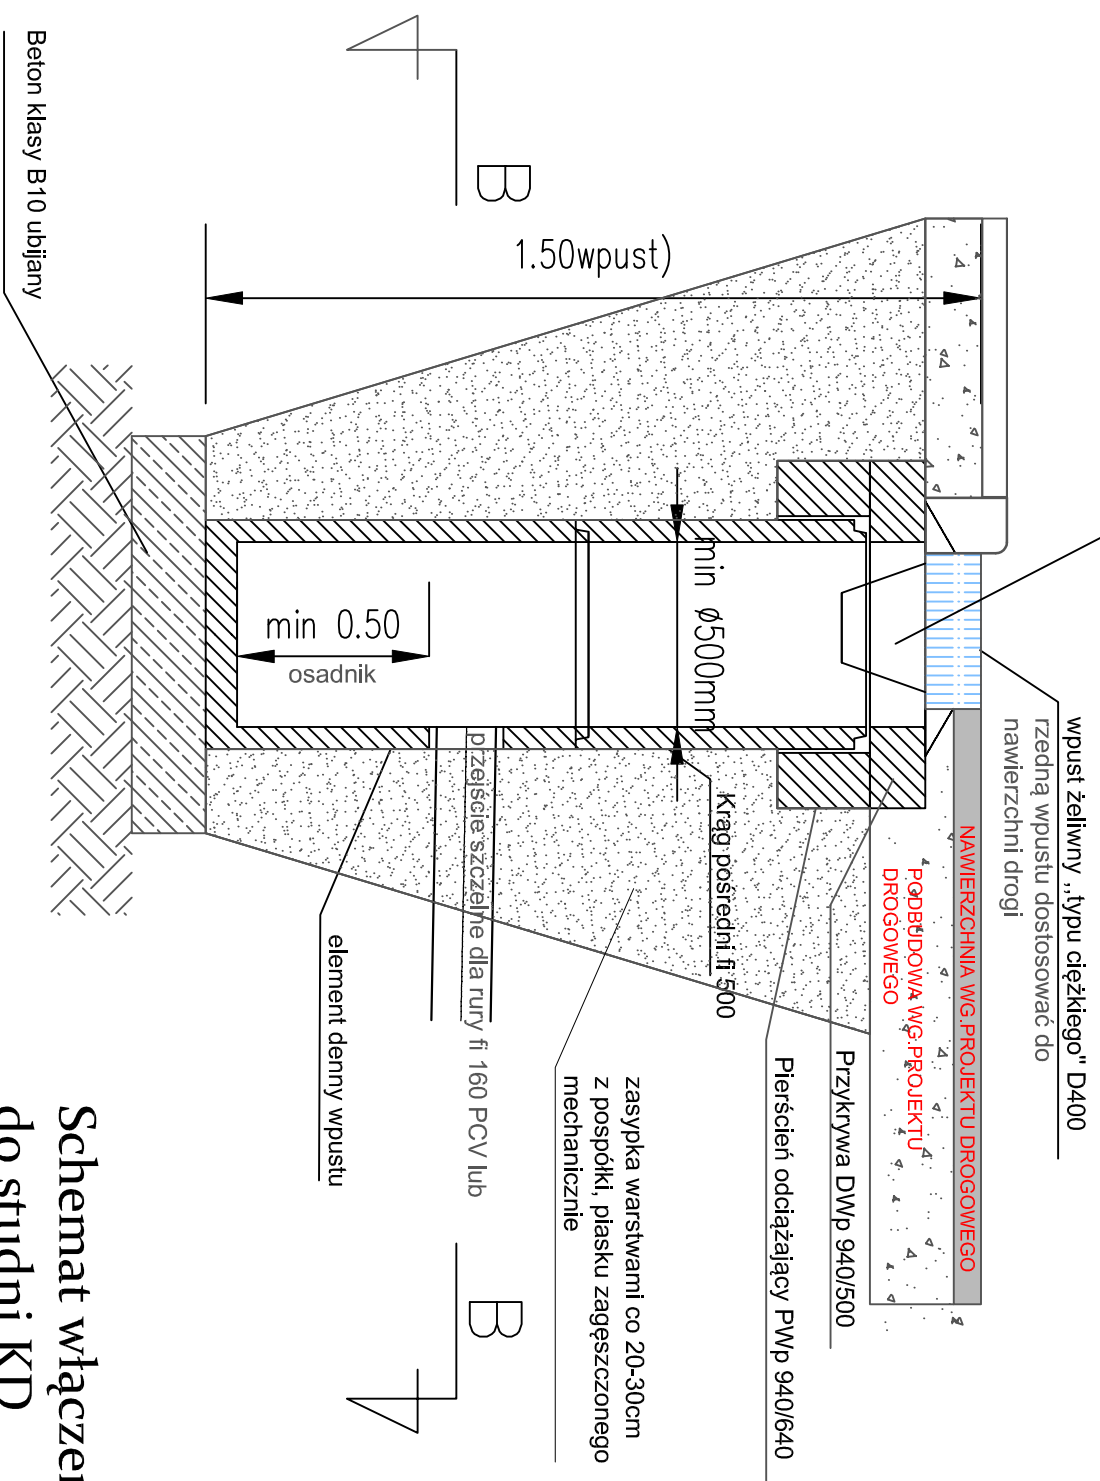 wpust żeliwny ,,typu ciężkiego" D400
rzedną wpustu dostosować do
nawierzchni drogi
NAWIERZCHNIA WG.PROJEKTU DROGOWEGO
PODBUDOWA WG.PROJEKTU
DROGOWEGO
Przykrywa DWp 940/500
Pierścień odciążający PWp 940/640
Krąg pośredni fi 500
min Ø500mm
zasypka warstwami co 20-30cm
z pospółki, piasku zagęszczonego
mechanicznie
przejście szczelne dla rury fi 160 PCV lub
element denny wpustu
1.50wpust)
min 0.50
osadnik
B
B
Beton klasy B10 ubijany
Schemat włączen
do studni KD